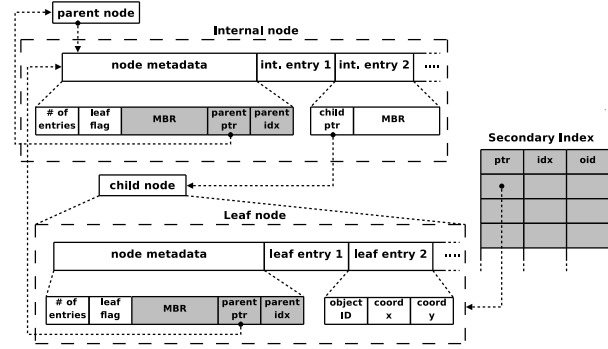 parent node
Internal node
node metadata int. entry 1 int. entry 2 ....
# of entries leaf flag MBR parent ptr parent idx child ptr MBR
Secondary Index
ptr idx oid
child node
Leaf node
node metadata leaf entry 1 leaf entry 2 ....
# of entries leaf flag MBR parent ptr parent idx object ID coord x coord y